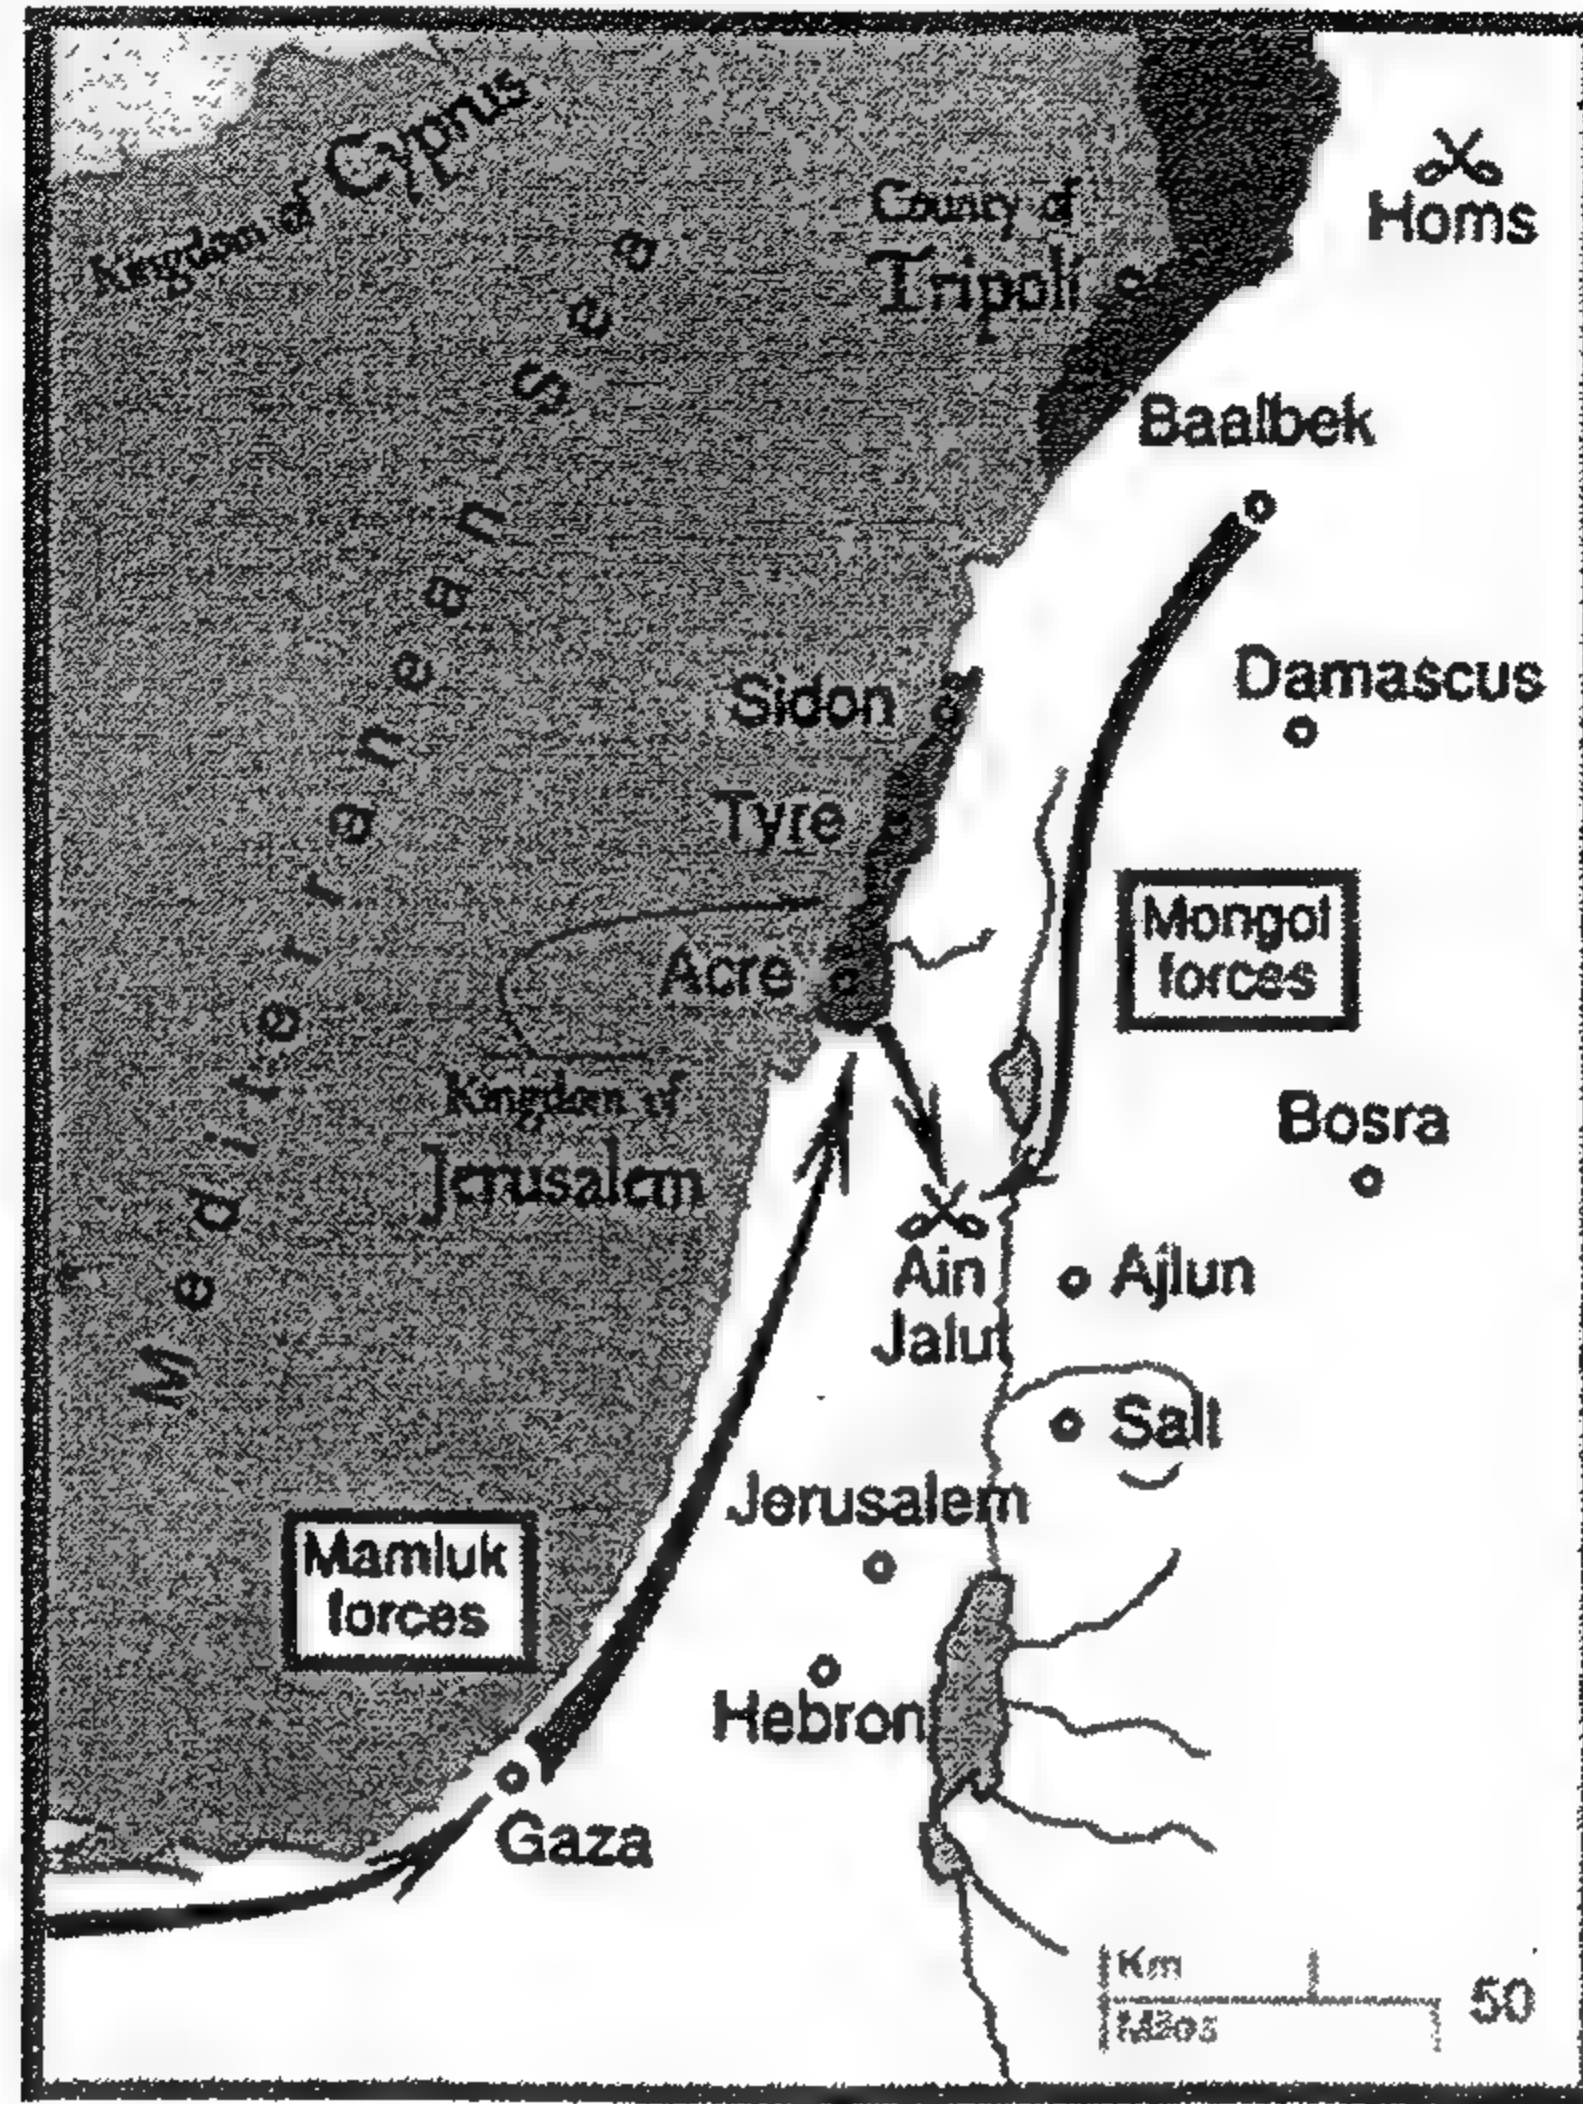 Kingdom of Cyprus
Homs
County of
Tripoli
Mediterranean Sea
Baalbek
Damascus
Sidon
Tyre
Mongol
forces
Acre
Kingdom of
Jerusalem
Bosra
Ain
Jalut
Ajlun
Salt
Jerusalem
Mamluk
forces
Hebron
Gaza
Km
Miles
50